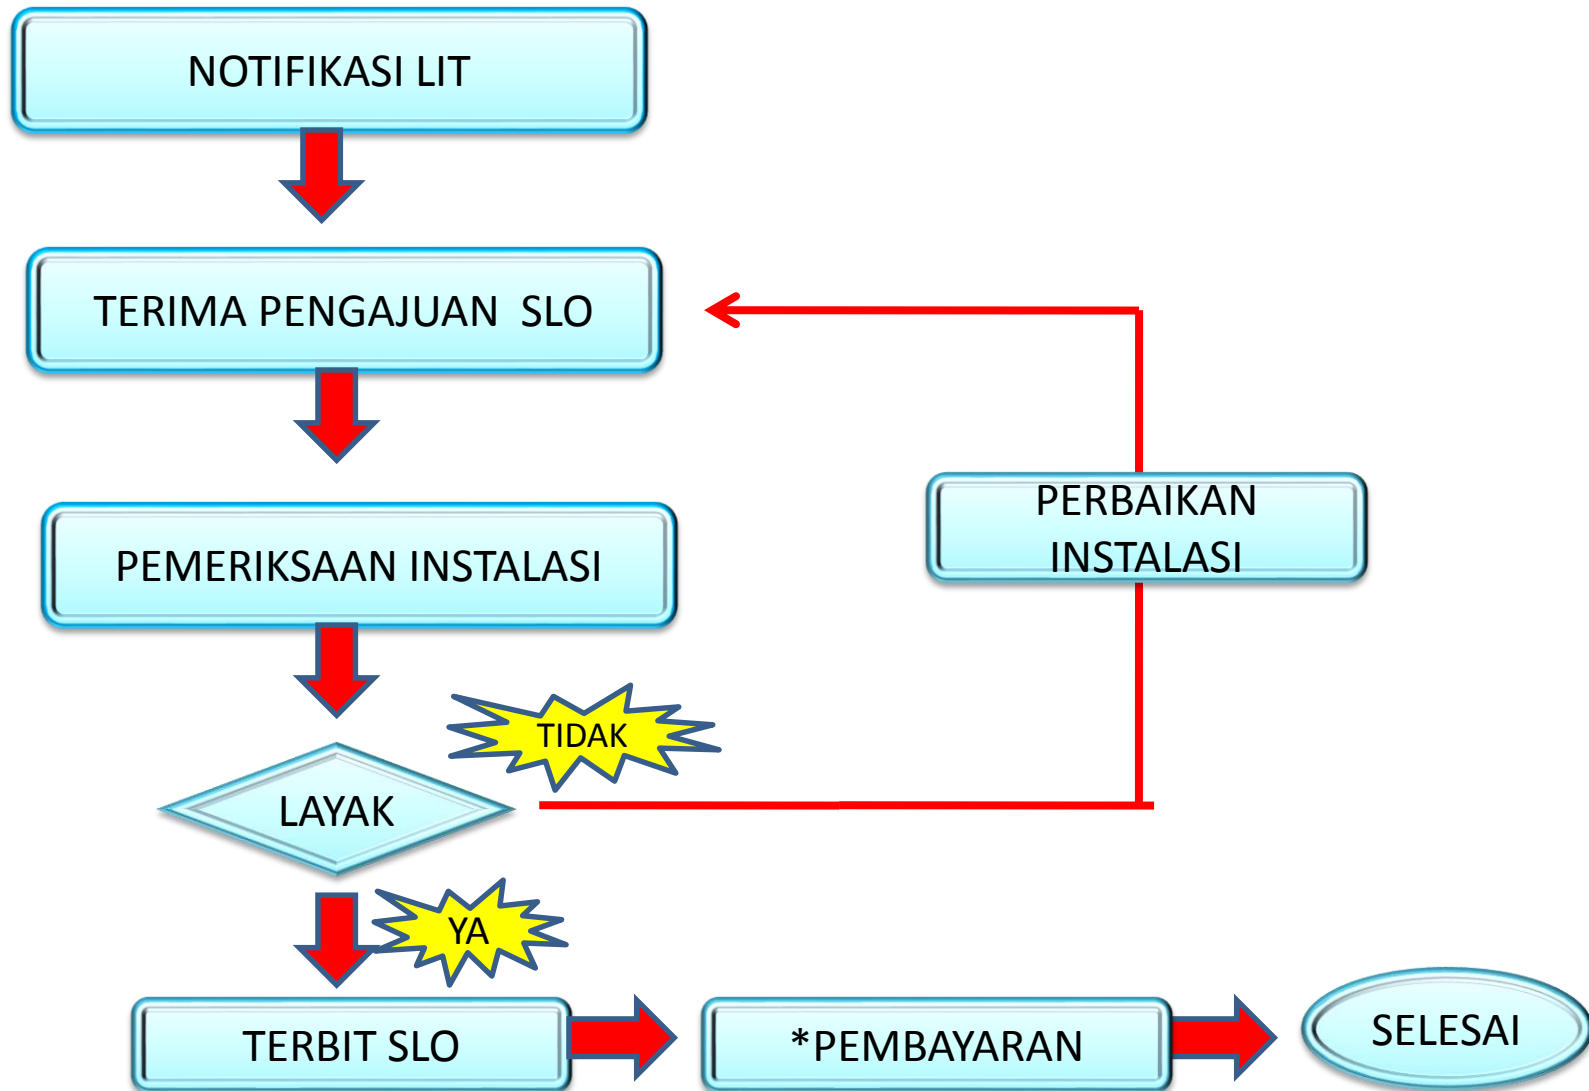 NOTIFIKASI LIT
TERIMA PENGAJUAN  SLO
PERBAIKAN
INSTALASI
PEMERIKSAAN INSTALASI
TIDAK
LAYAK
YA
TERBIT SLO
*PEMBAYARAN
SELESAI